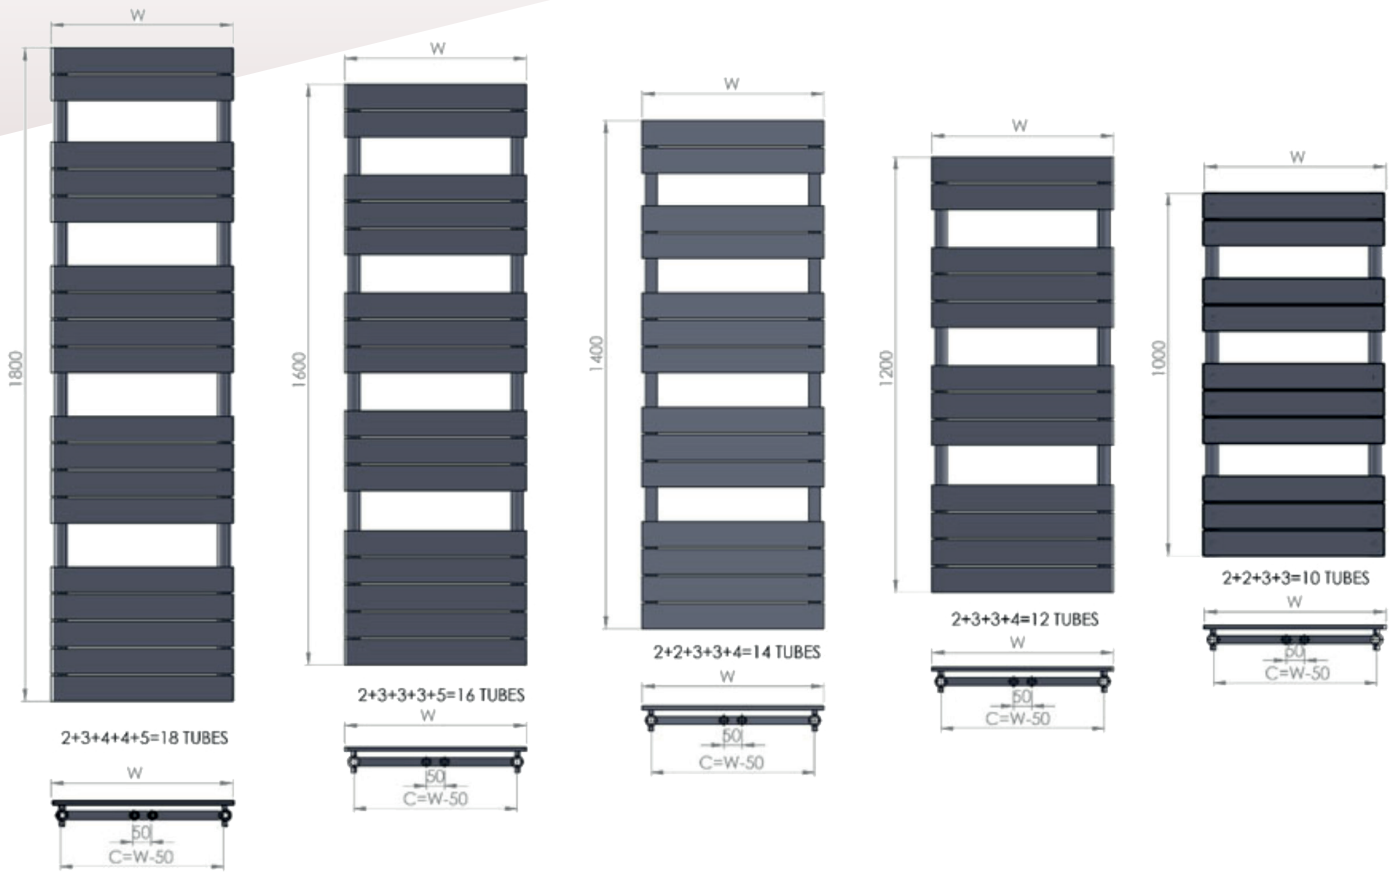 W
1800
2+3+4+4+5=18 TUBES
W
50
C=W-50
W
1600
2+3+3+3+5=16 TUBES
W
50
C=W-50
W
1400
2+2+3+3+4=14 TUBES
W
50
C=W-50
W
1200
2+3+3+4=12 TUBES
W
50
C=W-50
W
1000
2+2+3+3=10 TUBES
W
50
C=W-50